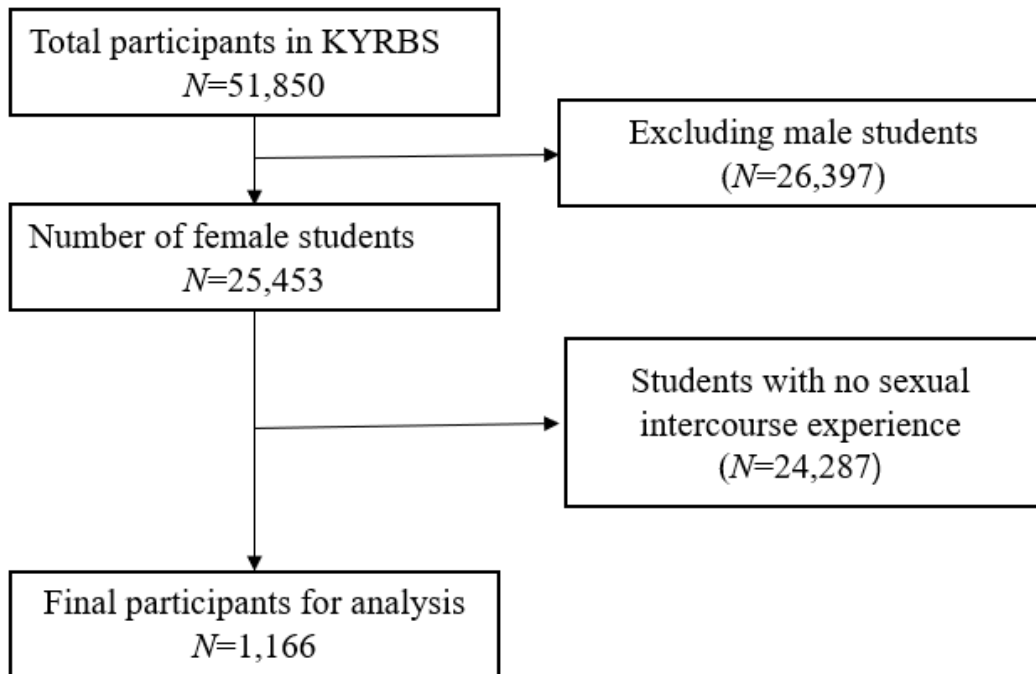 Total participants in KYRBS
N=51,850
Excluding male students
(N=26,397)
Number of female students
N=25,453
Students with no sexual
intercourse experience
(N=24,287)
Final participants for analysis
N=1,166